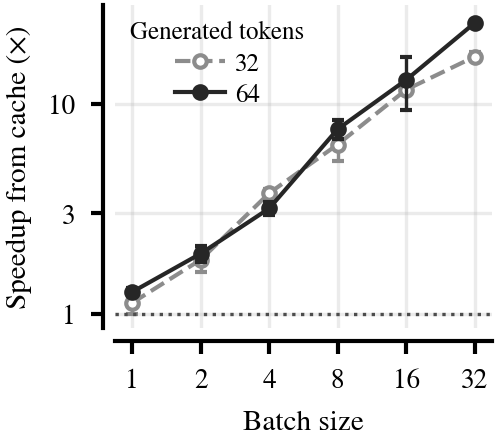 Generated tokens
32
64
Speedup from cache (×)
10
3
1
1 2 4 8 16 32
Batch size